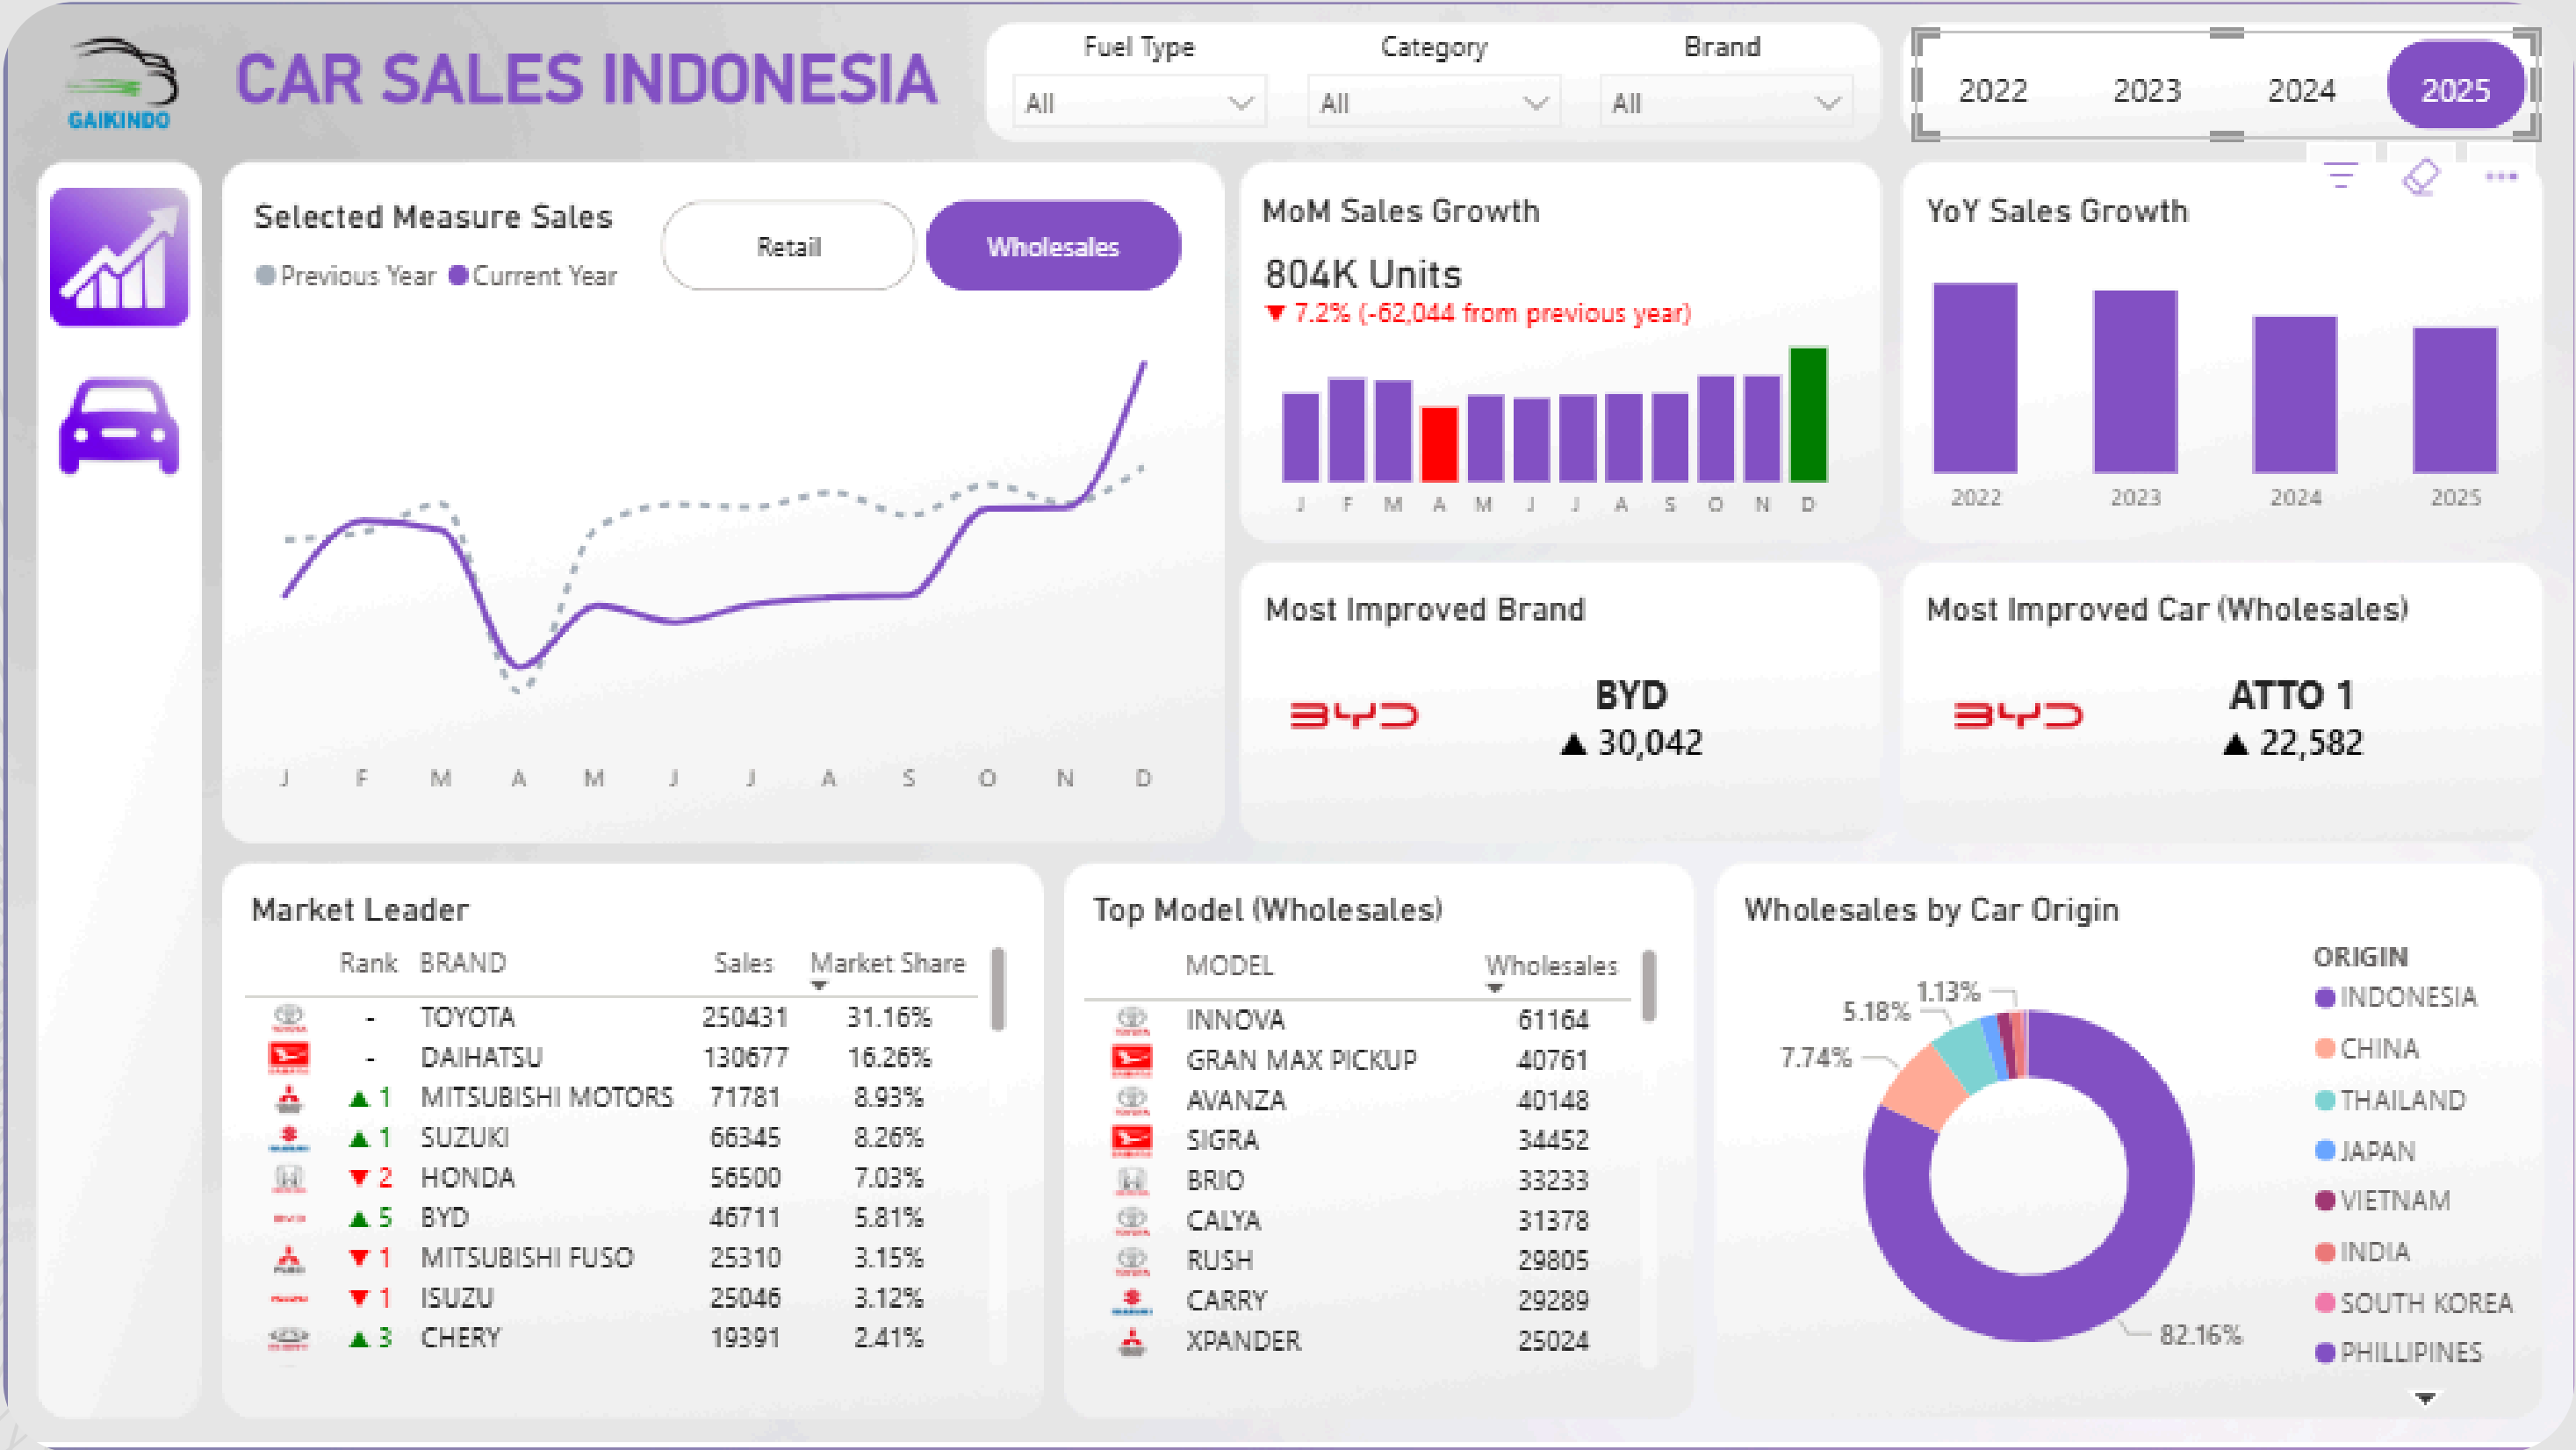 GAIKINDO
CAR SALES INDONESIA
Fuel Type
All
Category
All
Brand
All
2022 2023 2024 2025
Selected Measure Sales
Previous Year Current Year
Retail
Wholesales
J F M A M J J A S O N D
MoM Sales Growth
804K Units
▼ 7.2% (-62,044 from previous year)
J F M A M J J A S O N D
YoY Sales Growth
2022 2023 2024 2025
Most Improved Brand
BYD
BYD
▲ 30,042
Most Improved Car (Wholesales)
BYD
ATTO 1
▲ 22,582
Market Leader
Rank BRAND Sales Market Share
- TOYOTA 250431 31.16%
- DAIHATSU 130677 16.26%
▲ 1 MITSUBISHI MOTORS 71781 8.93%
▲ 1 SUZUKI 66345 8.26%
▼ 2 HONDA 56500 7.03%
▲ 5 BYD 46711 5.81%
▼ 1 MITSUBISHI FUSO 25310 3.15%
▼ 1 ISUZU 25046 3.12%
▲ 3 CHERY 19391 2.41%
Top Model (Wholesales)
MODEL Wholesales
INNOVA 61164
GRAN MAX PICKUP 40761
AVANZA 40148
SIGRA 34452
BRIO 33233
CALYA 31378
RUSH 29805
CARRY 29289
XPANDER 25024
Wholesales by Car Origin
1.13%
5.18%
7.74%
82.16%
ORIGIN
INDONESIA
CHINA
THAILAND
JAPAN
VIETNAM
INDIA
SOUTH KOREA
PHILLIPINES